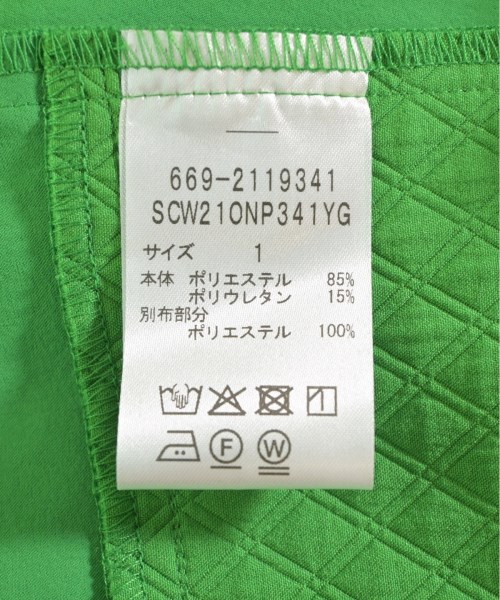 669-2119341
SCW21ONP341YG
サイズ 1
本体 ポリエステル 85%
ポリウレタン 15%
別布部分
ポリエステル 100%
F W